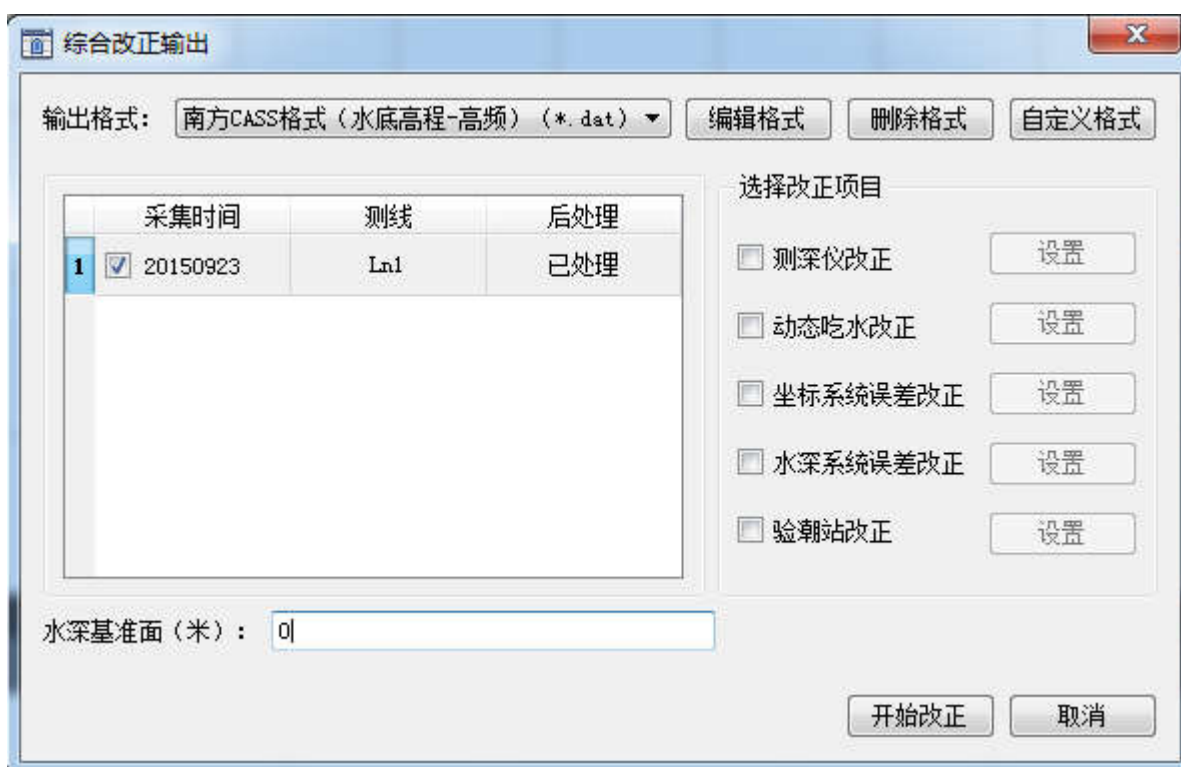 综合改正输出
输出格式： 南方CASS格式（水底高程-高频）（*.dat） 编辑格式 删除格式 自定义格式
选择改正项目
采集时间 测线 后处理
1 20150923 Ln1 已处理
测深仪改正 设置
动态吃水改正 设置
坐标系统误差改正 设置
水深系统误差改正 设置
验潮站改正 设置
水深基准面（米）： 0
开始改正 取消